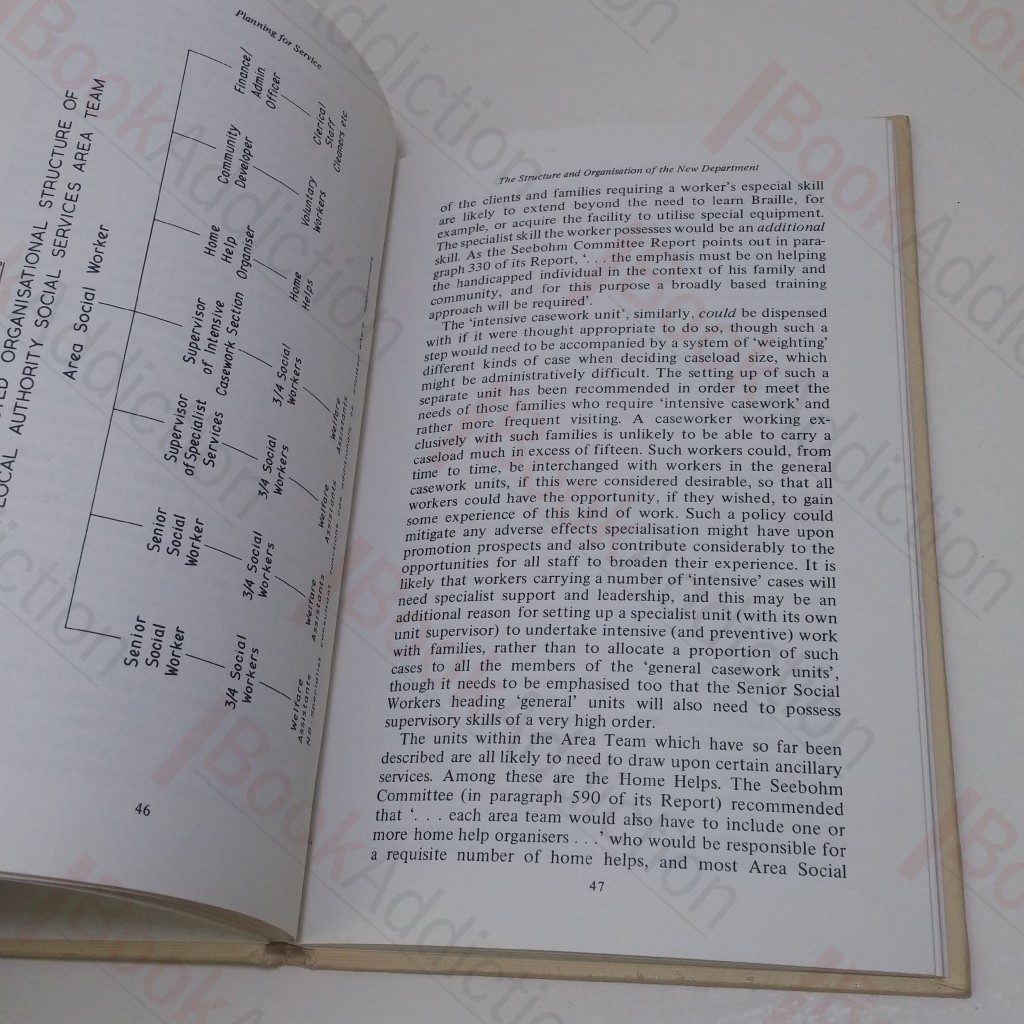 Planning for Service
ORGANISATIONAL STRUCTURE OF
LOCAL AUTHORITY SOCIAL SERVICES AREA TEAM
Area Social Worker
Senior
Social
Worker
3/4 Social
Workers
Welfare
Assistants
Senior
Social
Worker
3/4 Social
Workers
Welfare
Assistants
Supervisor
of Specialist
Services
3/4 Social
Workers
Welfare
Assistants
Supervisor
of Intensive
Casework Section
3/4 Social
Workers
Welfare
Assistants
Home
Help
Organiser
Home
Helps
Community
Developer
Voluntary
Workers
Finance/
Admin.
Officer
Clerical
Staff
Cleaners etc
46
The Structure and Organisation of the New Department
of the clients and families requiring a worker's especial skill
are likely to extend beyond the need to learn Braille, for
example, or acquire the facility to utilise special equipment.
The specialist skill the worker possesses would be an additional
skill. As the Seebohm Committee Report points out in para-
graph 330 of its Report, '. . . the emphasis must be on helping
the handicapped individual in the context of his family and
community, and for this purpose a broadly based training
approach will be required'.
The 'intensive casework unit', similarly, could be dispensed
with if it were thought appropriate to do so, though such a
step would need to be accompanied by a system of 'weighting'
different kinds of case when deciding caseload size, which
might be administratively difficult. The setting up of such a
separate unit has been recommended in order to meet the
needs of those families who require 'intensive casework' and
rather more frequent visiting. A caseworker working ex-
clusively with such families is unlikely to be able to carry a
caseload much in excess of fifteen. Such workers could, from
time to time, be interchanged with workers in the general
casework units, if this were considered desirable, so that all
workers could have the opportunity, if they wished, to gain
some experience of this kind of work. Such a policy could
mitigate any adverse effects specialisation might have upon
promotion prospects and also contribute considerably to the
opportunities for all staff to broaden their experience. It is
likely that workers carrying a number of 'intensive' cases will
need specialist support and leadership, and this may be an
additional reason for setting up a specialist unit (with its own
unit supervisor) to undertake intensive (and preventive) work
with families, rather than to allocate a proportion of such
cases to all the members of the 'general casework units',
though it needs to be emphasised too that the Senior Social
Workers heading 'general' units will also need to possess
supervisory skills of a very high order.
The units within the Area Team which have so far been
described are all likely to need to draw upon certain ancillary
services. Among these are the Home Helps. The Seebohm
Committee (in paragraph 590 of its Report) recommended
that '. . . each area team would also have to include one or
more home help organisers . . .' who would be responsible for
a requisite number of home helps, and most Area Social
47
BookAddiction